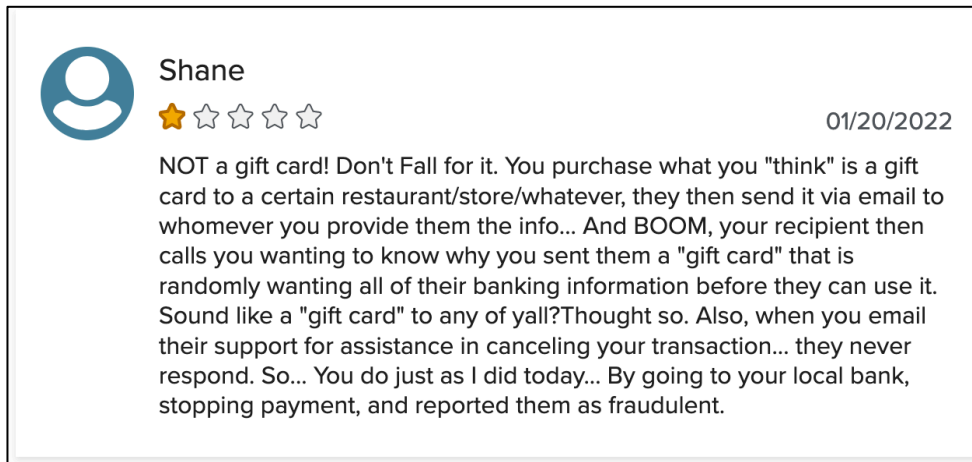 Shane
01/20/2022
NOT a gift card! Don't Fall for it. You purchase what you "think" is a gift
card to a certain restaurant/store/whatever, they then send it via email to
whomever you provide them the info... And BOOM, your recipient then
calls you wanting to know why you sent them a "gift card" that is
randomly wanting all of their banking information before they can use it.
Sound like a "gift card" to any of yall?Thought so. Also, when you email
their support for assistance in canceling your transaction... they never
respond. So... You do just as I did today... By going to your local bank,
stopping payment, and reported them as fraudulent.